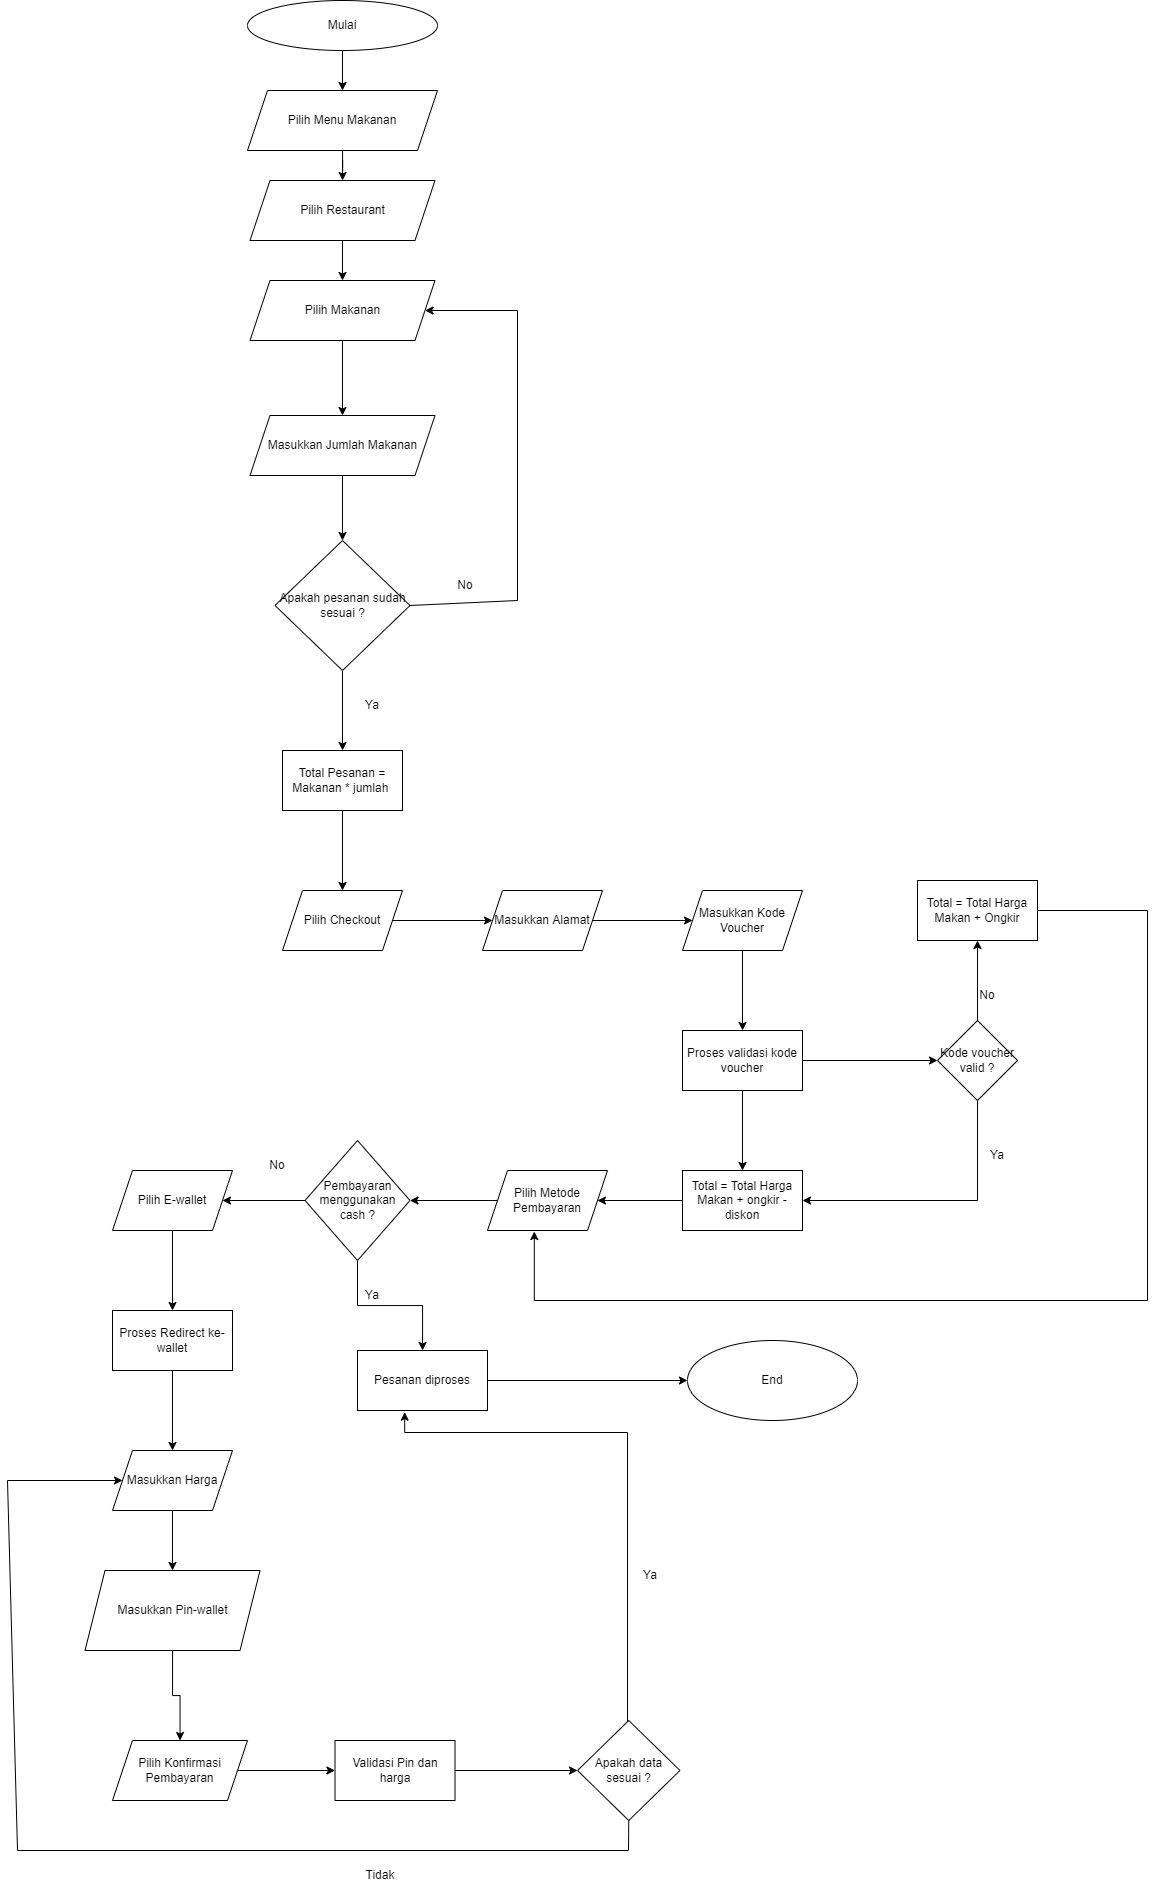 Mulai
Pilih Menu Makanan
Pilih Restaurant
Pilih Makanan
Masukkan Jumlah Makanan
Apakah pesanan sudah
sesuai ?
No
Ya
Total Pesanan =
Makanan * jumlah
Pilih Checkout
Masukkan Alamat
Masukkan Kode
Voucher
Total = Total Harga
Makan + Ongkir
No
Proses validasi kode
voucher
Kode voucher
valid ?
Ya
Total = Total Harga
Makan + ongkir -
diskon
Pilih Metode
Pembayaran
Pembayaran
menggunakan
cash ?
No
Pilih E-wallet
Ya
Proses Redirect ke-
wallet
Pesanan diproses
End
Masukkan Harga
Masukkan Pin-wallet
Ya
Pilih Konfirmasi
Pembayaran
Validasi Pin dan
harga
Apakah data
sesuai ?
Tidak